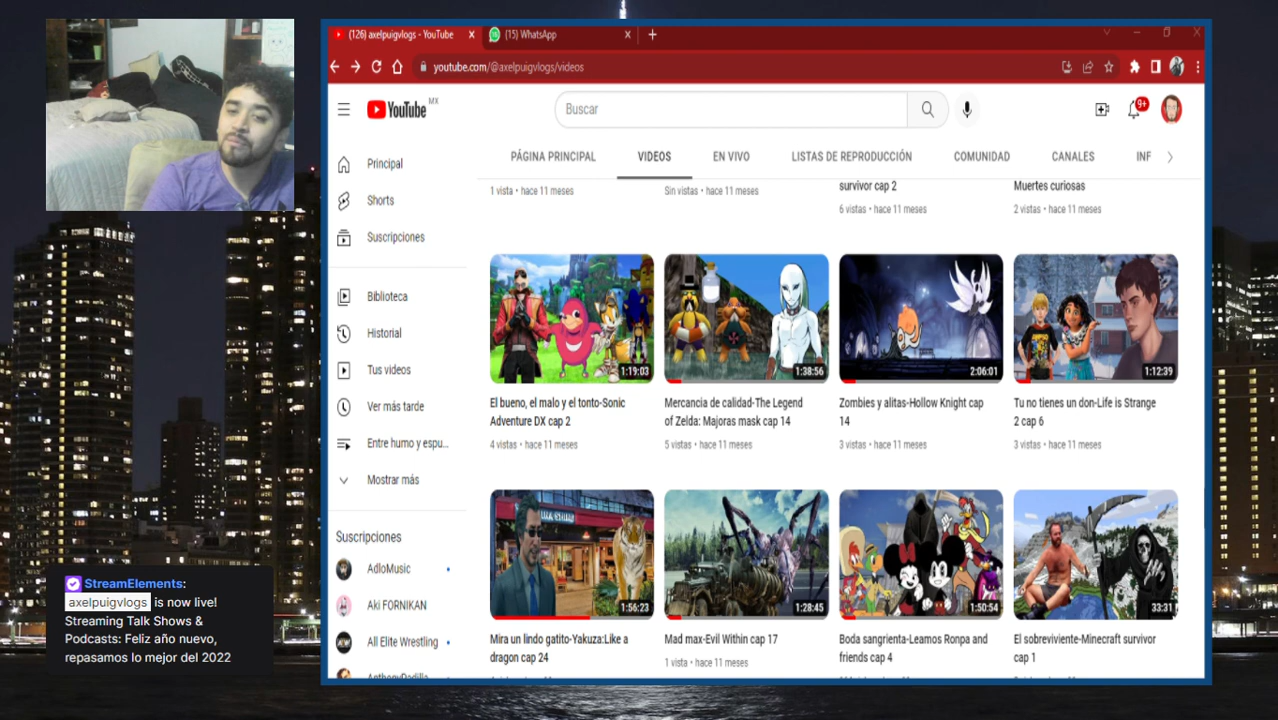 (126) axelpuigvlogs - YouTube
(15) WhatsApp
youtube.com/@axelpuigvlogs/videos
YouTube MX
Buscar
9+
PÁGINA PRINCIPAL
VIDEOS
EN VIVO
LISTAS DE REPRODUCCIÓN
COMUNIDAD
CANALES
INF
Principal
Shorts
Suscripciones
Biblioteca
Historial
Tus videos
Ver más tarde
Entre humo y espu...
Mostrar más
Suscripciones
AdloMusic
Aki FORNIKAN
All Elite Wrestling
AnthonyPadilla
1 vista • hace 11 meses
Sin vistas • hace 11 meses
survivor cap 2
6 vistas • hace 11 meses
Muertes curiosas
2 vistas • hace 11 meses
1:19:03
El bueno, el malo y el tonto-Sonic
Adventure DX cap 2
4 vistas • hace 11 meses
1:38:56
Mercancia de calidad-The Legend
of Zelda: Majoras mask cap 14
5 vistas • hace 11 meses
2:06:01
Zombies y alitas-Hollow Knight cap
14
3 vistas • hace 11 meses
1:12:39
Tu no tienes un don-Life is Strange
2 cap 6
3 vistas • hace 11 meses
1:56:23
Mira un lindo gatito-Yakuza:Like a
dragon cap 24
1:28:45
Mad max-Evil Within cap 17
1 vista • hace 11 meses
1:50:54
Boda sangrienta-Leamos Ronpa and
friends cap 4
33:31
El sobreviviente-Minecraft survivor
cap 1
StreamElements:
axelpuigvlogs is now live!
Streaming Talk Shows &
Podcasts: Feliz año nuevo,
repasamos lo mejor del 2022